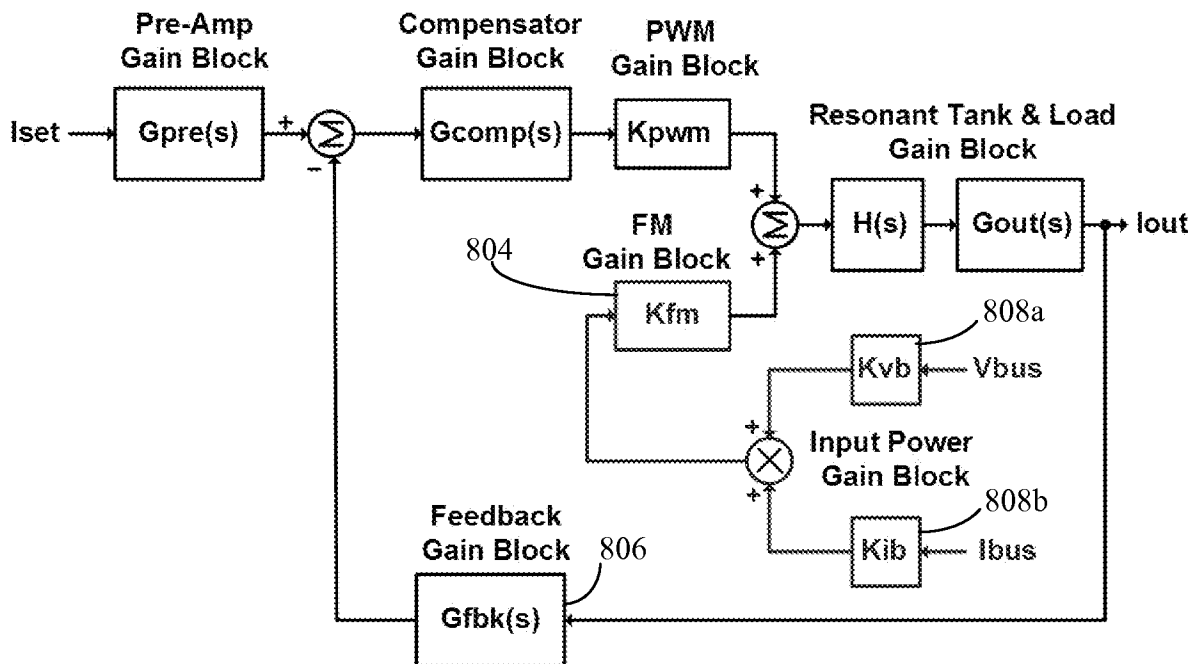 Pre-Amp
Gain Block
Compensator
Gain Block
PWM
Gain Block
Iset
Gpre(s)
+
Σ
-
Gcomp(s)
Kpwm
Resonant Tank & Load
Gain Block
+
Σ
+
H(s)
Gout(s)
Iout
804
FM
Gain Block
Kfm
808a
Kvb
Vbus
+
×
+
Input Power
Gain Block
808b
Kib
Ibus
Feedback
Gain Block
806
Gfbk(s)